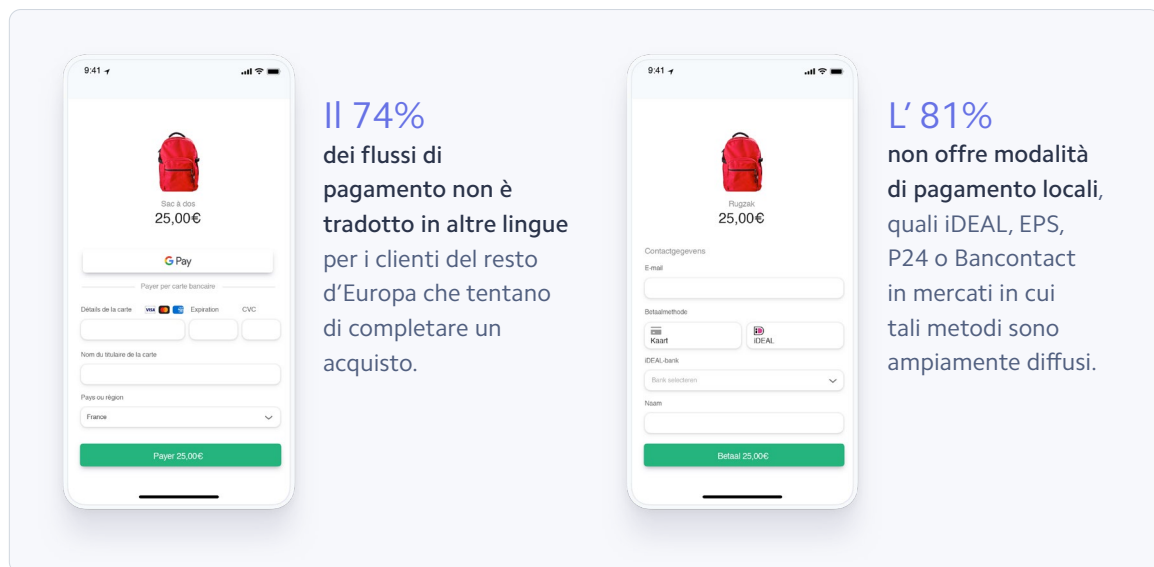 9:41
Sac à dos
25,00€
G Pay
Payer par carte bancaire
Détails de la carte VISA Expiration CVC
Nom du titulaire de la carte
Pays ou région
France
Payer 25,00€
Il 74%
dei flussi di
pagamento non è
tradotto in altre lingue
per i clienti del resto
d’Europa che tentano
di completare un
acquisto.
9:41
Rugzak
25,00€
Contactgegevens
E-mail
Betaalmethode
Kaart iDEAL
iDEAL-bank
Bank selecteren
Naam
Betaal 25,00€
L’ 81%
non offre modalità
di pagamento locali,
quali iDEAL, EPS,
P24 o Bancontact
in mercati in cui
tali metodi sono
ampiamente diffusi.